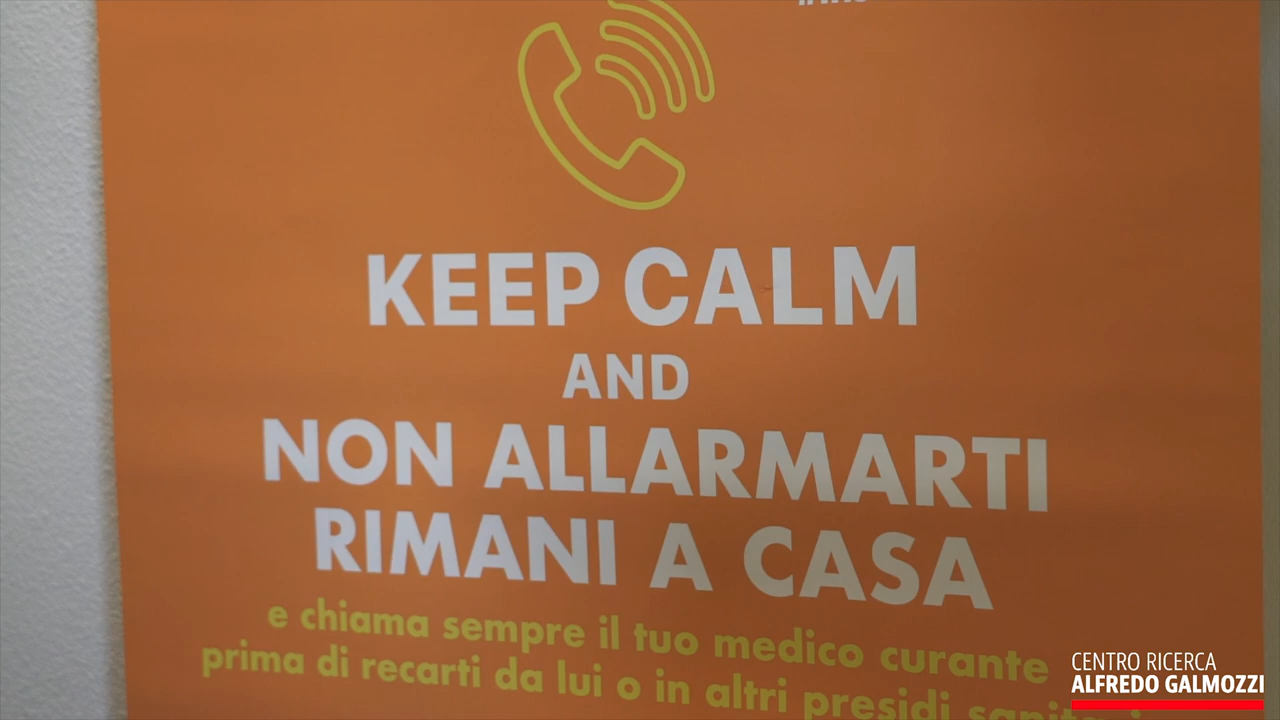 KEEP CALM
AND
NON ALLARMARTI
RIMANI A CASA
e chiama sempre il tuo medico curante
prima di recarti da lui o in altri presidi
CENTRO RICERCA
ALFREDO GALMOZZI